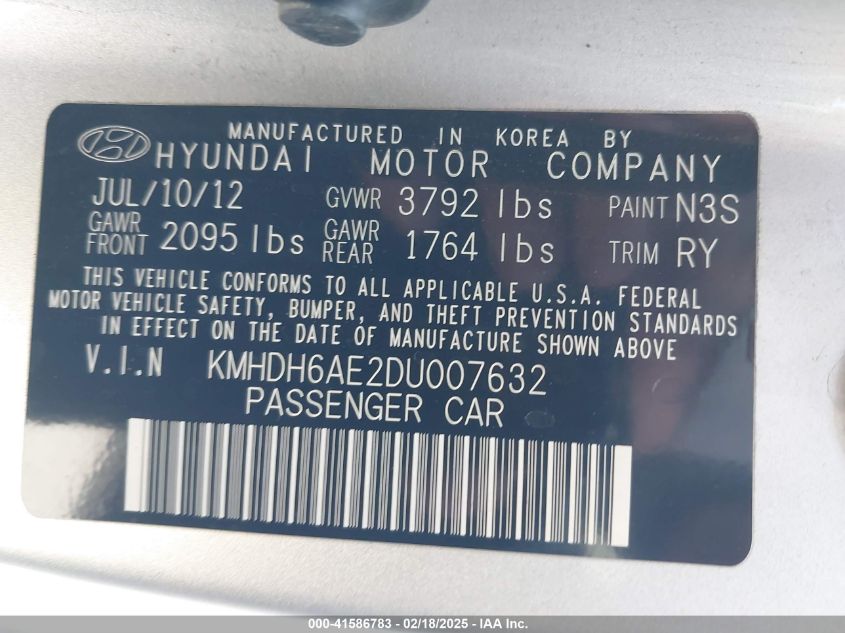 MANUFACTURED IN KOREA BY
HYUNDAI MOTOR COMPANY
JUL/10/12 GVWR 3792 lbs PAINT N3S
GAWR FRONT 2095 lbs GAWR REAR 1764 lbs TRIM RY
THIS VEHICLE CONFORMS TO ALL APPLICABLE U.S.A. FEDERAL
MOTOR VEHICLE SAFETY, BUMPER, AND THEFT PREVENTION STANDARDS
IN EFFECT ON THE DATE OF MANUFACTURE SHOWN ABOVE
V.I.N KMHDH6AE2DU007632
PASSENGER CAR
000-41586783 - 02/18/2025 - IAA Inc.